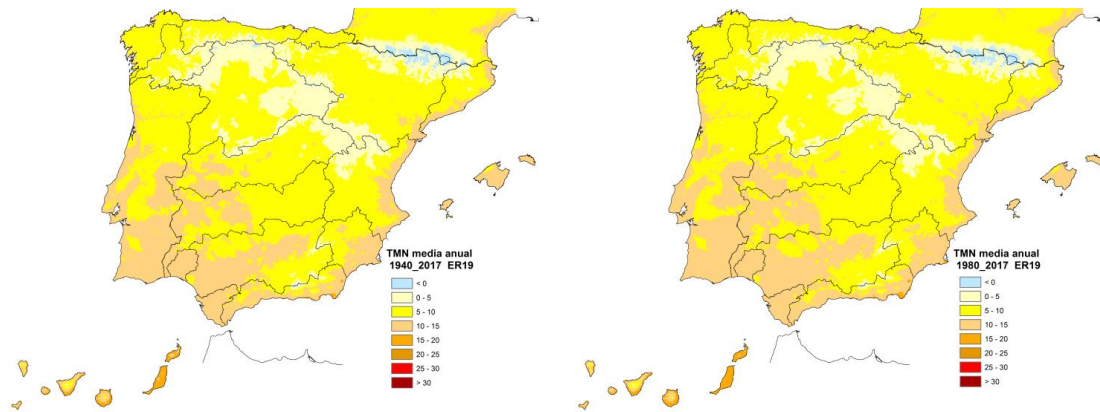 TMN media anual
1940_2017 ER19
< 0
0 - 5
5 - 10
10 - 15
15 - 20
20 - 25
25 - 30
> 30
TMN media anual
1980_2017 ER19
< 0
0 - 5
5 - 10
10 - 15
15 - 20
20 - 25
25 - 30
> 30